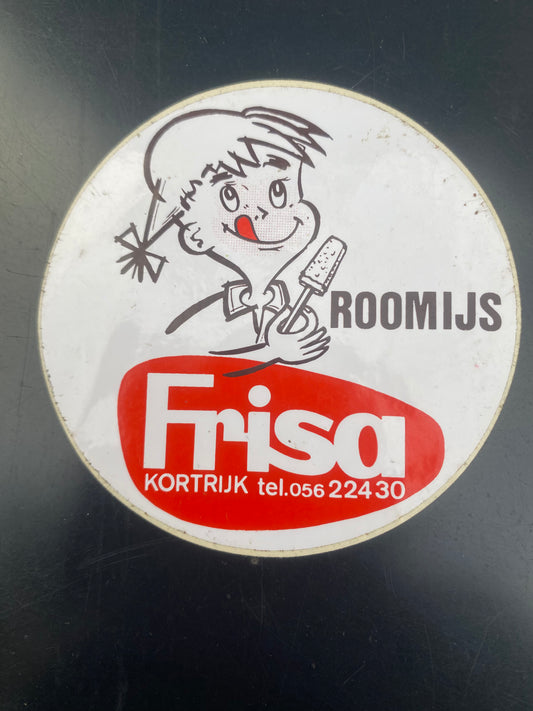 ROOMIJS
Frisa
KORTRIJK tel.056 22430